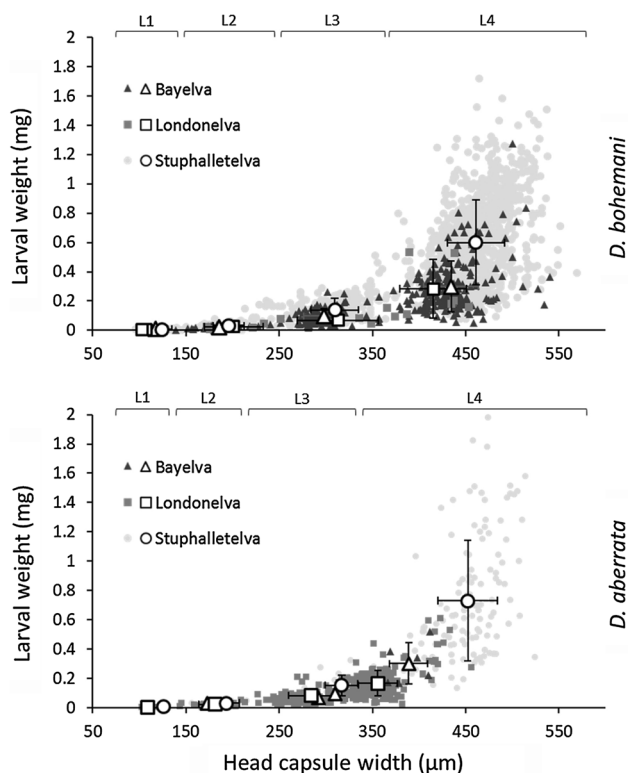 L1 L2 L3 L4
2
1.8
1.6
1.4
1.2
1
0.8
0.6
0.4
0.2
0
Larval weight (mg)
Bayelva
Londonelva
Stuphalletelva
D. bohemani
50 150 250 350 450 550
L1 L2 L3 L4
2
1.8
1.6
1.4
1.2
1
0.8
0.6
0.4
0.2
0
Larval weight (mg)
Bayelva
Londonelva
Stuphalletelva
D. aberrata
50 150 250 350 450 550
Head capsule width (µm)